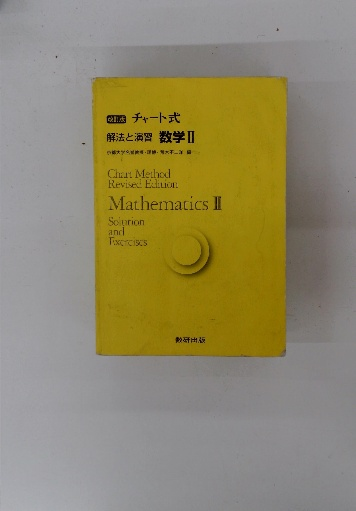 改訂版 チャート式
解法と演習 数学II
Chart Method
Revised Edition
Mathematics II
Solution
and
Exercises
数研出版